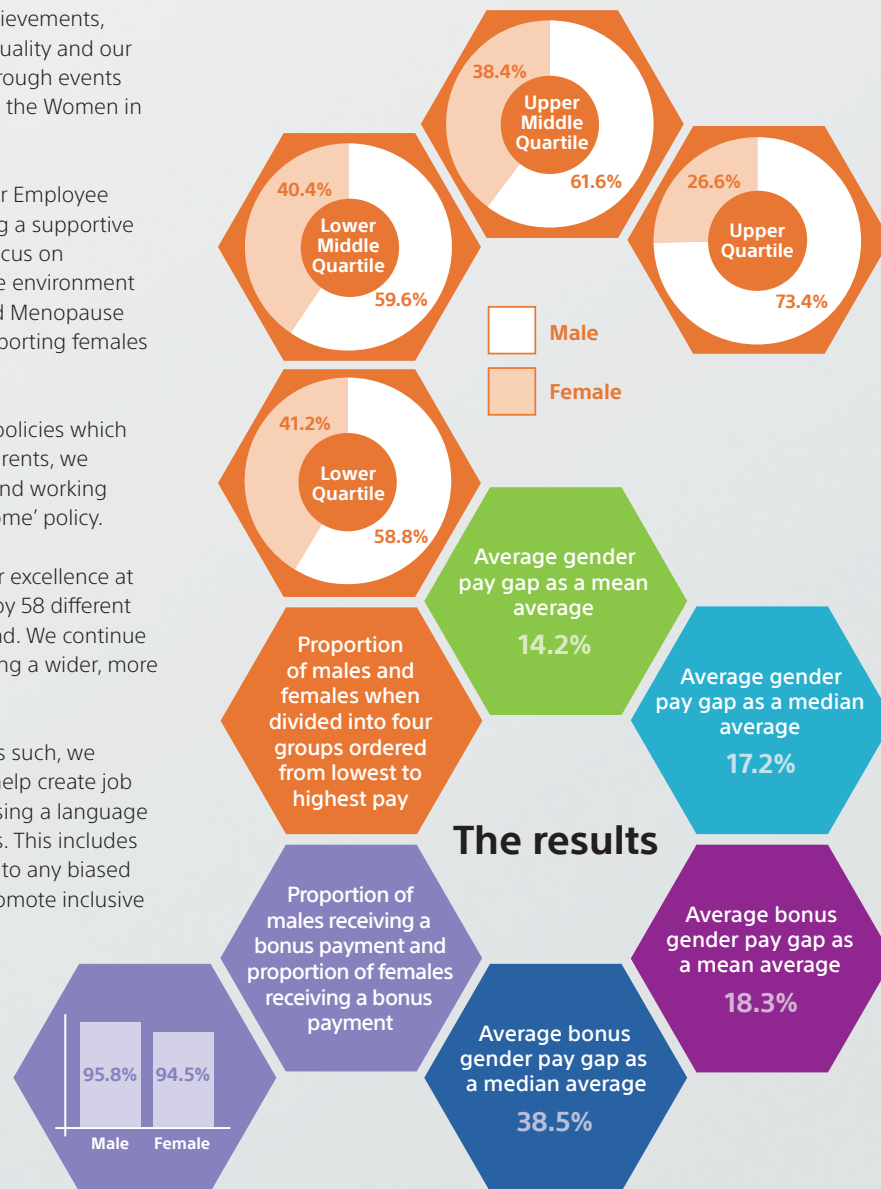 ievements,
uality and our
rough events
the Women in
r Employee
g a supportive
cus on
e environment
d Menopause
porting females
policies which
rents, we
nd working
ome' policy.
r excellence at
by 58 different
nd. We continue
ng a wider, more
s such, we
help create job
sing a language
s. This includes
to any biased
omote inclusive
38.4%
Upper
Middle
Quartile
61.6%
40.4%
Lower
Middle
Quartile
59.6%
26.6%
Upper
Quartile
73.4%
Male
Female
41.2%
Lower
Quartile
58.8%
Average gender
pay gap as a mean
average
14.2%
Proportion
of males and
females when
divided into four
groups ordered
from lowest to
highest pay
Average gender
pay gap as a median
average
17.2%
The results
Proportion of
males receiving a
bonus payment and
proportion of females
receiving a bonus
payment
Average bonus
gender pay gap as
a mean average
18.3%
95.8% 94.5%
Male Female
Average bonus
gender pay gap as
a median average
38.5%